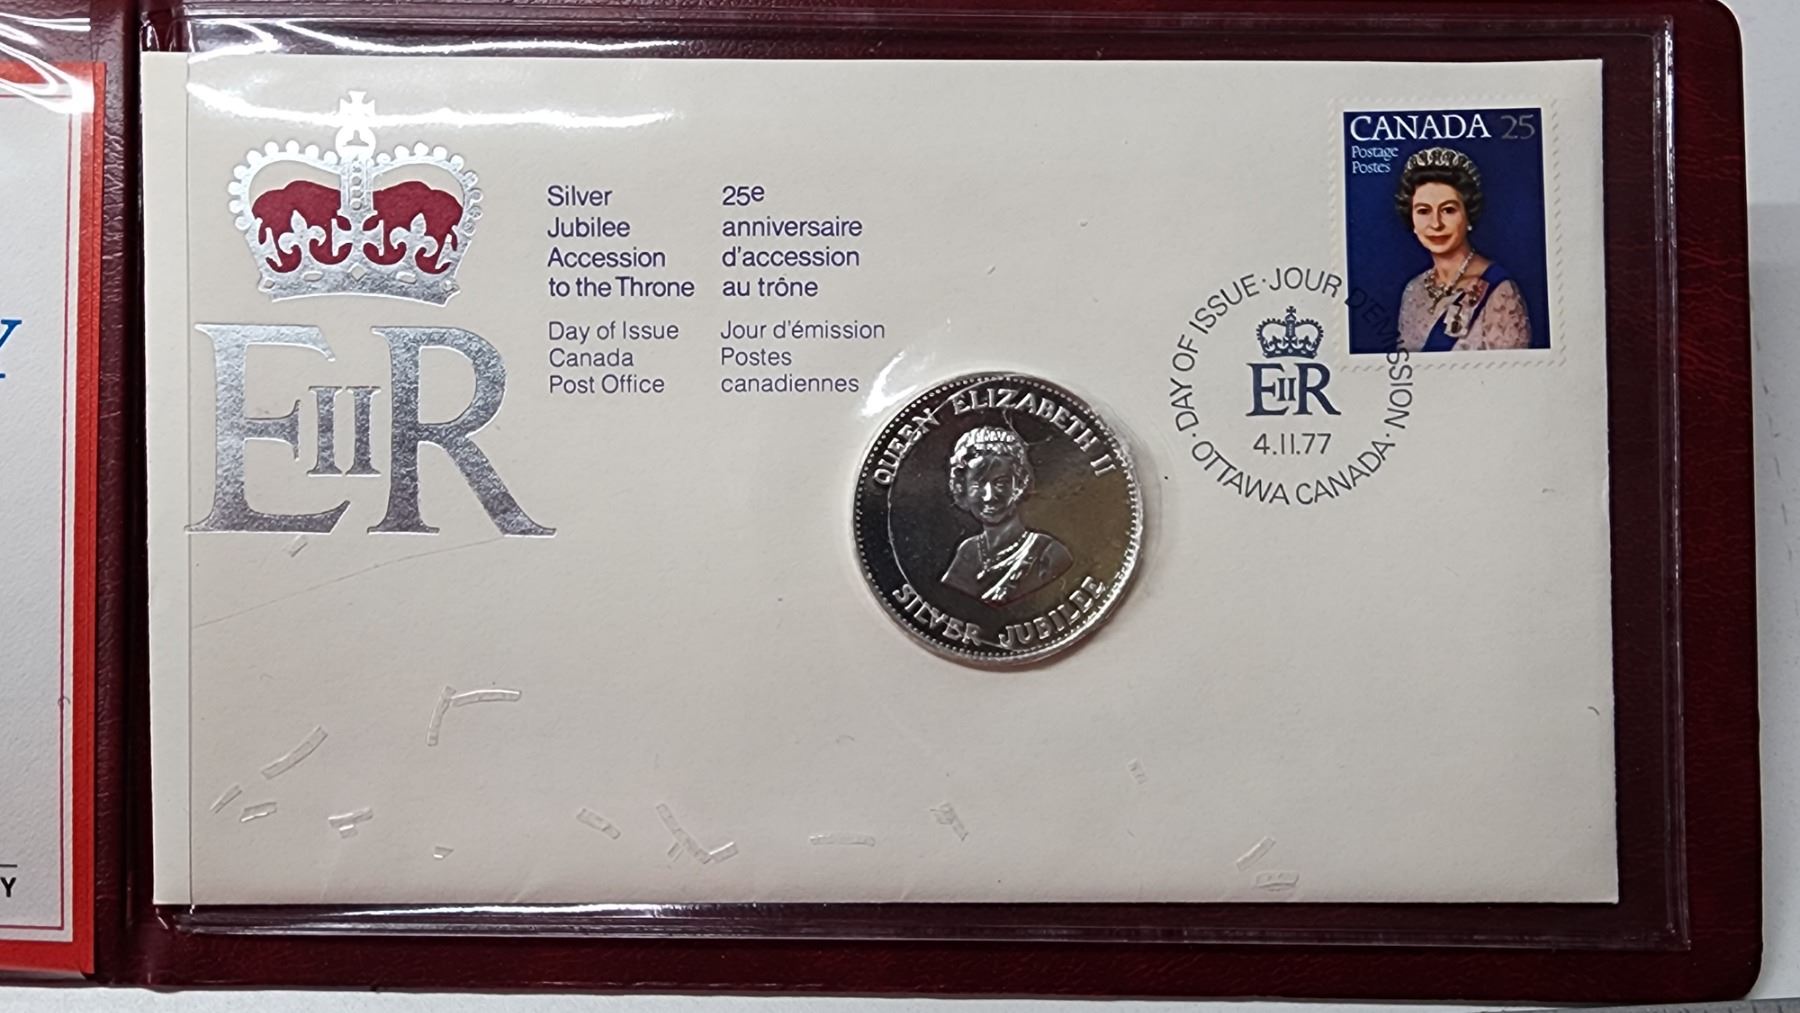 EIIR
Silver
Jubilee
Accession
to the Throne
25e
anniversaire
d'accession
au trône
Day of Issue
Canada
Post Office
Jour d'émission
Postes
canadiennes
QUEEN ELIZABETH II
SILVER JUBILEE
CANADA 25
Postage
Postes
DAY OF ISSUE·JOUR D'EMISSION
EIIR
4.II.77
·OTTAWA CANADA·
Y
Y